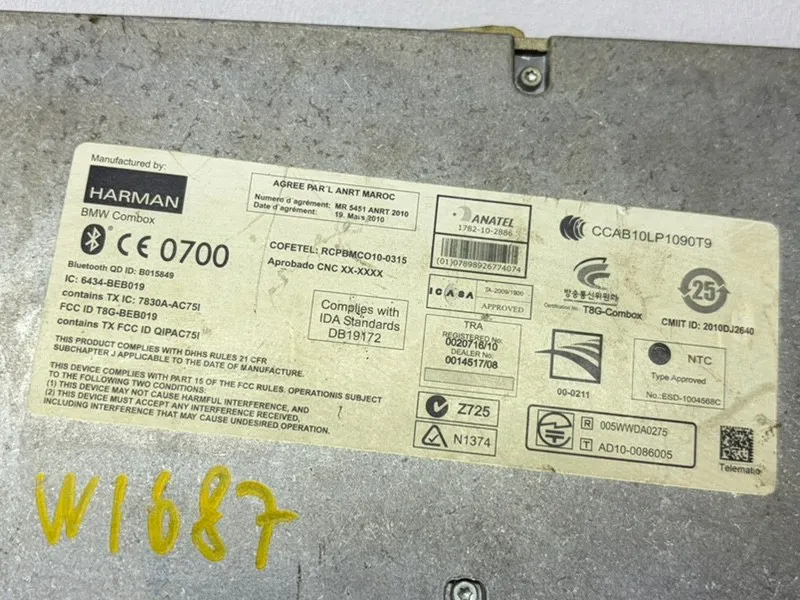 Manufactured by:
HARMAN
BMW Combox
CE 0700
Bluetooth QD ID: B015849
IC: 6434-BEB019
contains TX IC: 7830A-AC75I
FCC ID T8G-BEB019
contains TX FCC ID QIPAC75I
THIS PRODUCT COMPLIES WITH DHHS RULES 21 CFR
SUBCHAPTER J APPLICABLE TO DATE OF MANUFACTURE.
THIS DEVICE COMPLIES WITH PART 15 OF THE FCC RULES. OPERATIONIS SUBJECT
TO THE FOLLOWING TWO CONDITIONS:
(1) THIS DEVICE MAY NOT CAUSE HARMFUL INTERFERENCE, AND
(2) THIS DEVICE MUST ACCEPT ANY INTERFERENCE RECEIVED,
INCLUDING INTERFERENCE THAT MAY CAUSE UNDESIRED OPERATION.
AGREE PAR'L ANRT MAROC
Numero d'agrément: MR 5451 ANRT 2010
Date d'agrément: 19. Mais 2010
COFETEL: RCPBMCO10-0315
Aprobado CNC XX-XXXX
Complies with
IDA Standards
DB19172
ANATEL
1782-10-2886
(01)07898926774074
ICASA
TA-2009/1900
APPROVED
TRA
REGISTERED No:
0020716/10
DEALER No:
0014517/08
Z725
N1374
CCAB10LP1090T9
방송통신위원회
Certification No:
T8G-Combox
25
CMIIT ID: 2010DJ2640
00-0211
NTC
Type Approved
No.: ESD-1004568C
R 005WWDA0275
T AD10-0086005
Telematic
W1687